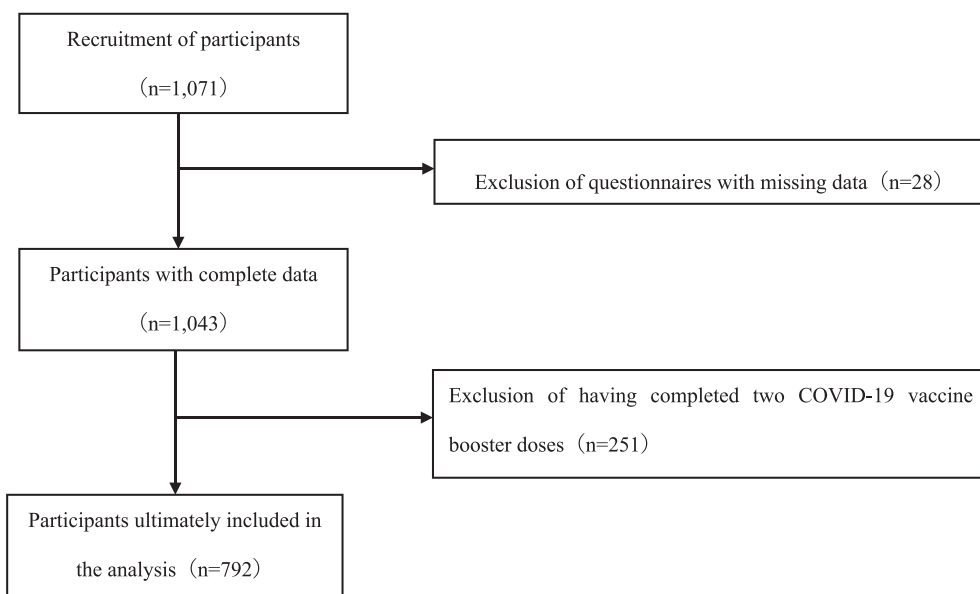 Recruitment of participants
（n=1,071）
Exclusion of questionnaires with missing data（n=28）
Participants with complete data
（n=1,043）
Exclusion of having completed two COVID-19 vaccine
booster doses（n=251）
Participants ultimately included in
the analysis（n=792）